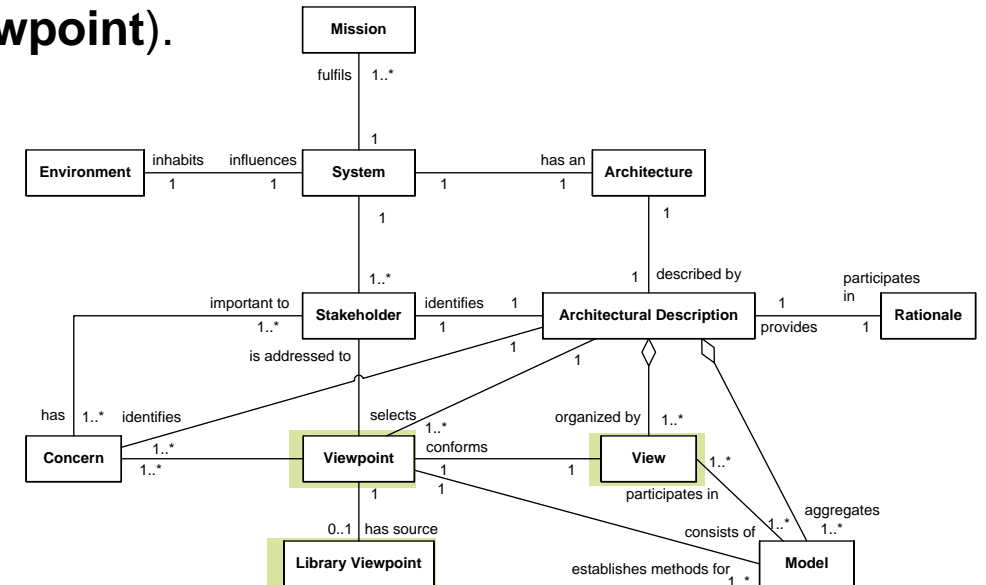 wpoint).
Mission
fulfils 1..*
1
Environment
inhabits
influences
1
1
System
has an
1
1
Architecture
1
1
1..*
1 described by
participates
in
important to
1..*
Stakeholder
identifies 1
1
Architectural Description
1
provides
1
Rationale
is addressed to
1
1
has 1..*
identifies
selects
1..*
organized by 1..*
Concern
1..*
1..*
Viewpoint
conforms
1
1
View
1..*
1
1
participates in
0..1 has source
consists of
1..*
aggregates
1..*
Library Viewpoint
establishes methods for
1..*
Model